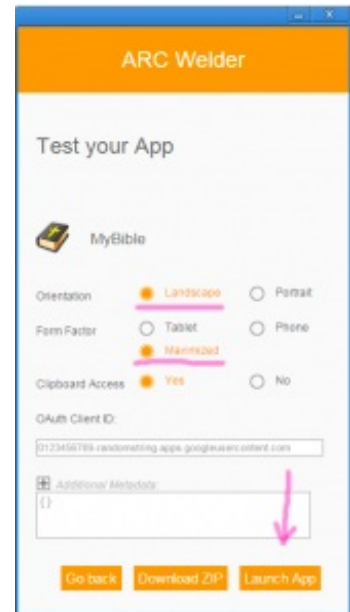 ARC Welder
Test your App
MyBible
Orientation Landscape Portrait
Form Factor Tablet Phone
Maximized
Clipboard Access Yes No
OAuth Client ID:
0123456789-randomstring.apps.googleusercontent.com
Additional Metadata:
{}
Go back Download ZIP Launch App